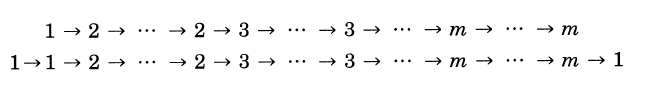 1 → 2 → ⋯ → 2 → 3 → ⋯ → 3 → ⋯ → m → ⋯ → m
1→1 → 2 → ⋯ → 2 → 3 → ⋯ → 3 → ⋯ → m → ⋯ → m → 1